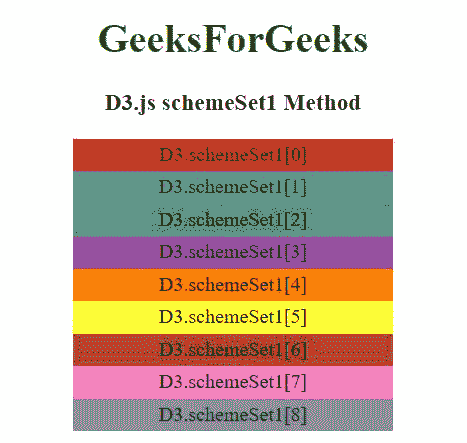 GeeksForGeeks
D3.js schemeSet1 Method
D3.schemeSet1[0]
D3.schemeSet1[1]
D3.schemeSet1[2]
D3.schemeSet1[3]
D3.schemeSet1[4]
D3.schemeSet1[5]
D3.schemeSet1[6]
D3.schemeSet1[7]
D3.schemeSet1[8]